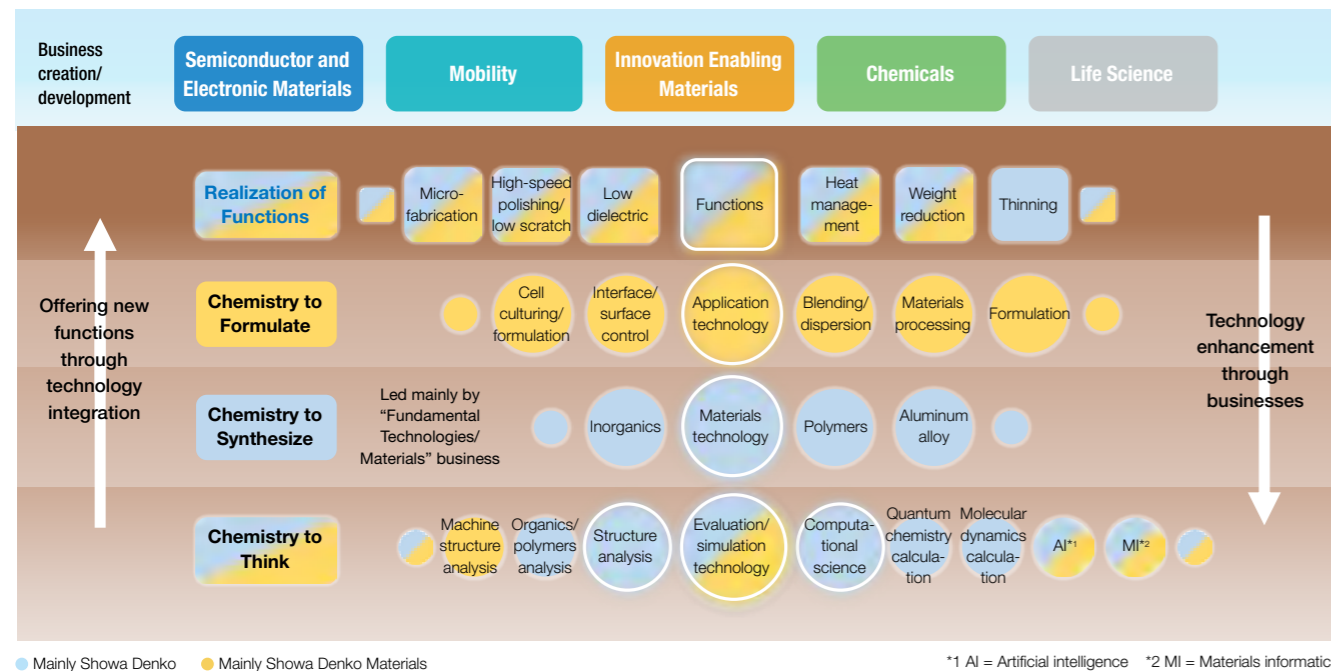 Business
creation/
development
Semiconductor and
Electronic Materials
Mobility
Innovation Enabling
Materials
Chemicals
Life Science
Realization of
Functions
Micro-
fabrication
High-speed
polishing/
low scratch
Low
dielectric
Functions
Heat
manage-
ment
Weight
reduction
Thinning
Offering new
functions
through
technology
integration
Chemistry to
Formulate
Cell
culturing/
formulation
Interface/
surface
control
Application
technology
Blending/
dispersion
Materials
processing
Formulation
Technology
enhancement
through
businesses
Chemistry to
Synthesize
Led mainly by
“Fundamental
Technologies/
Materials” business
Inorganics
Materials
technology
Polymers
Aluminum
alloy
Chemistry to
Think
Machine
structure
analysis
Organics/
polymers
analysis
Structure
analysis
Evaluation/
simulation
technology
Computa-
tional
science
Quantum
chemistry
calcula-
tion
Molecular
dynamics
calcula-
tion
AI*1
MI*2
Mainly Showa Denko
Mainly Showa Denko Materials
*1 AI = Artificial intelligence *2 MI = Materials informatic